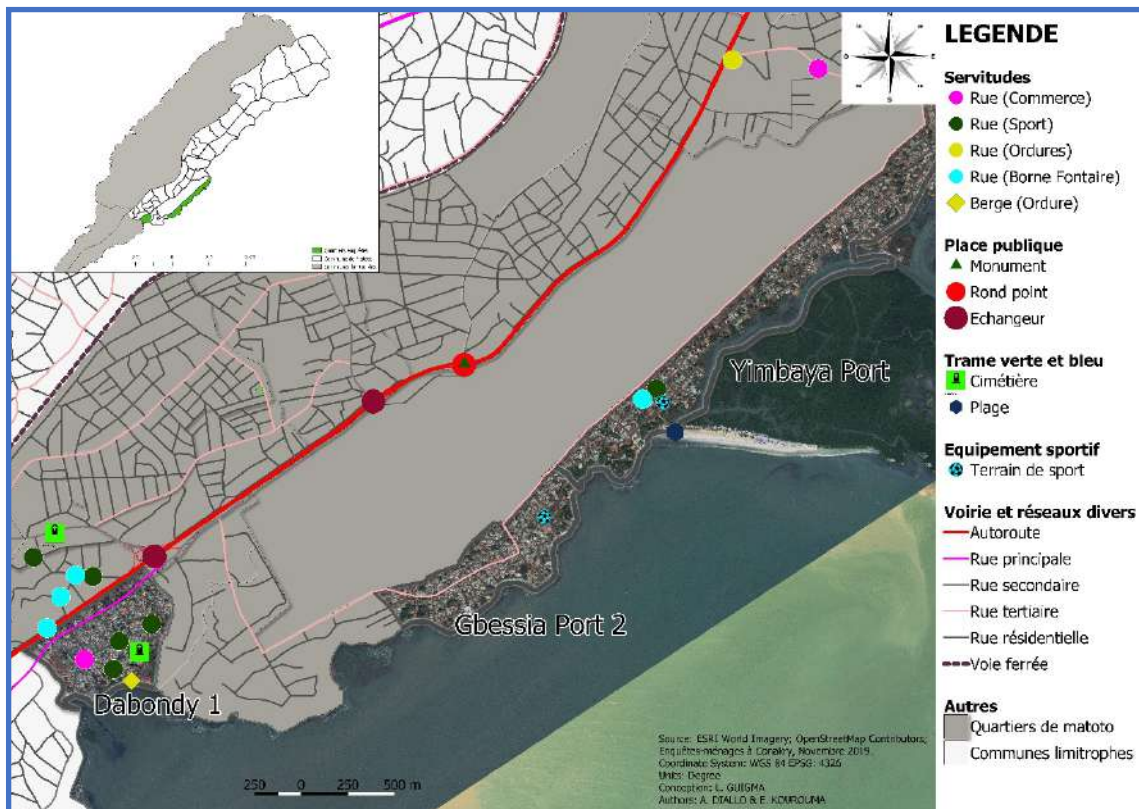 LEGENDE
Servitudes
Rue (Commerce)
Rue (Sport)
Rue (Ordures)
Rue (Borne Fontaire)
Berge (Ordure)
Place publique
Monument
Rond point
Echangeur
Trame verte et bleu
Cimétière
Plage
Equipement sportif
Terrain de sport
Voirie et réseaux divers
Autoroute
Rue principale
Rue secondaire
Rue tertiaire
Rue résidentielle
Voie ferrée
Autres
Quartiers de matoto
Communes limitrophes
Yimbaya Port
Gbessia Port 2
Dabondy 1
250 0 250 500 m
Source: ESRI World Imagery; OpenStreetMap Contributors;
Enquêtes-ménages à Conakry, Novembre 2019.
Coordinate System: WGS 84 EPSG: 4326
Units: Degree
Conception: L. GUIGMA
Authors: A. DIALLO & E. KOUROUMA